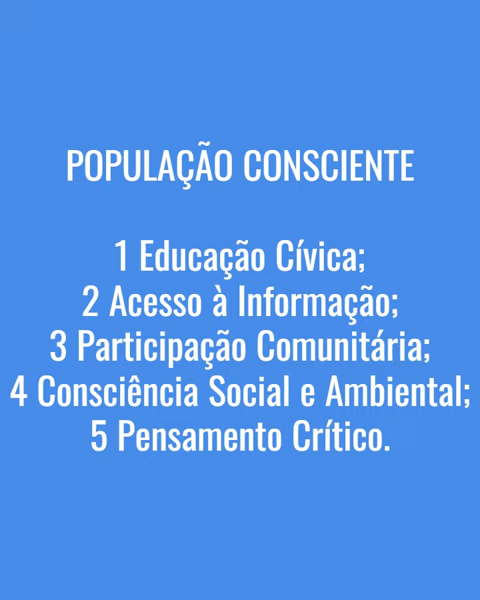 POPULAÇÃO CONSCIENTE
1 Educação Cívica;
2 Acesso à Informação;
3 Participação Comunitária;
4 Consciência Social e Ambiental;
5 Pensamento Crítico.